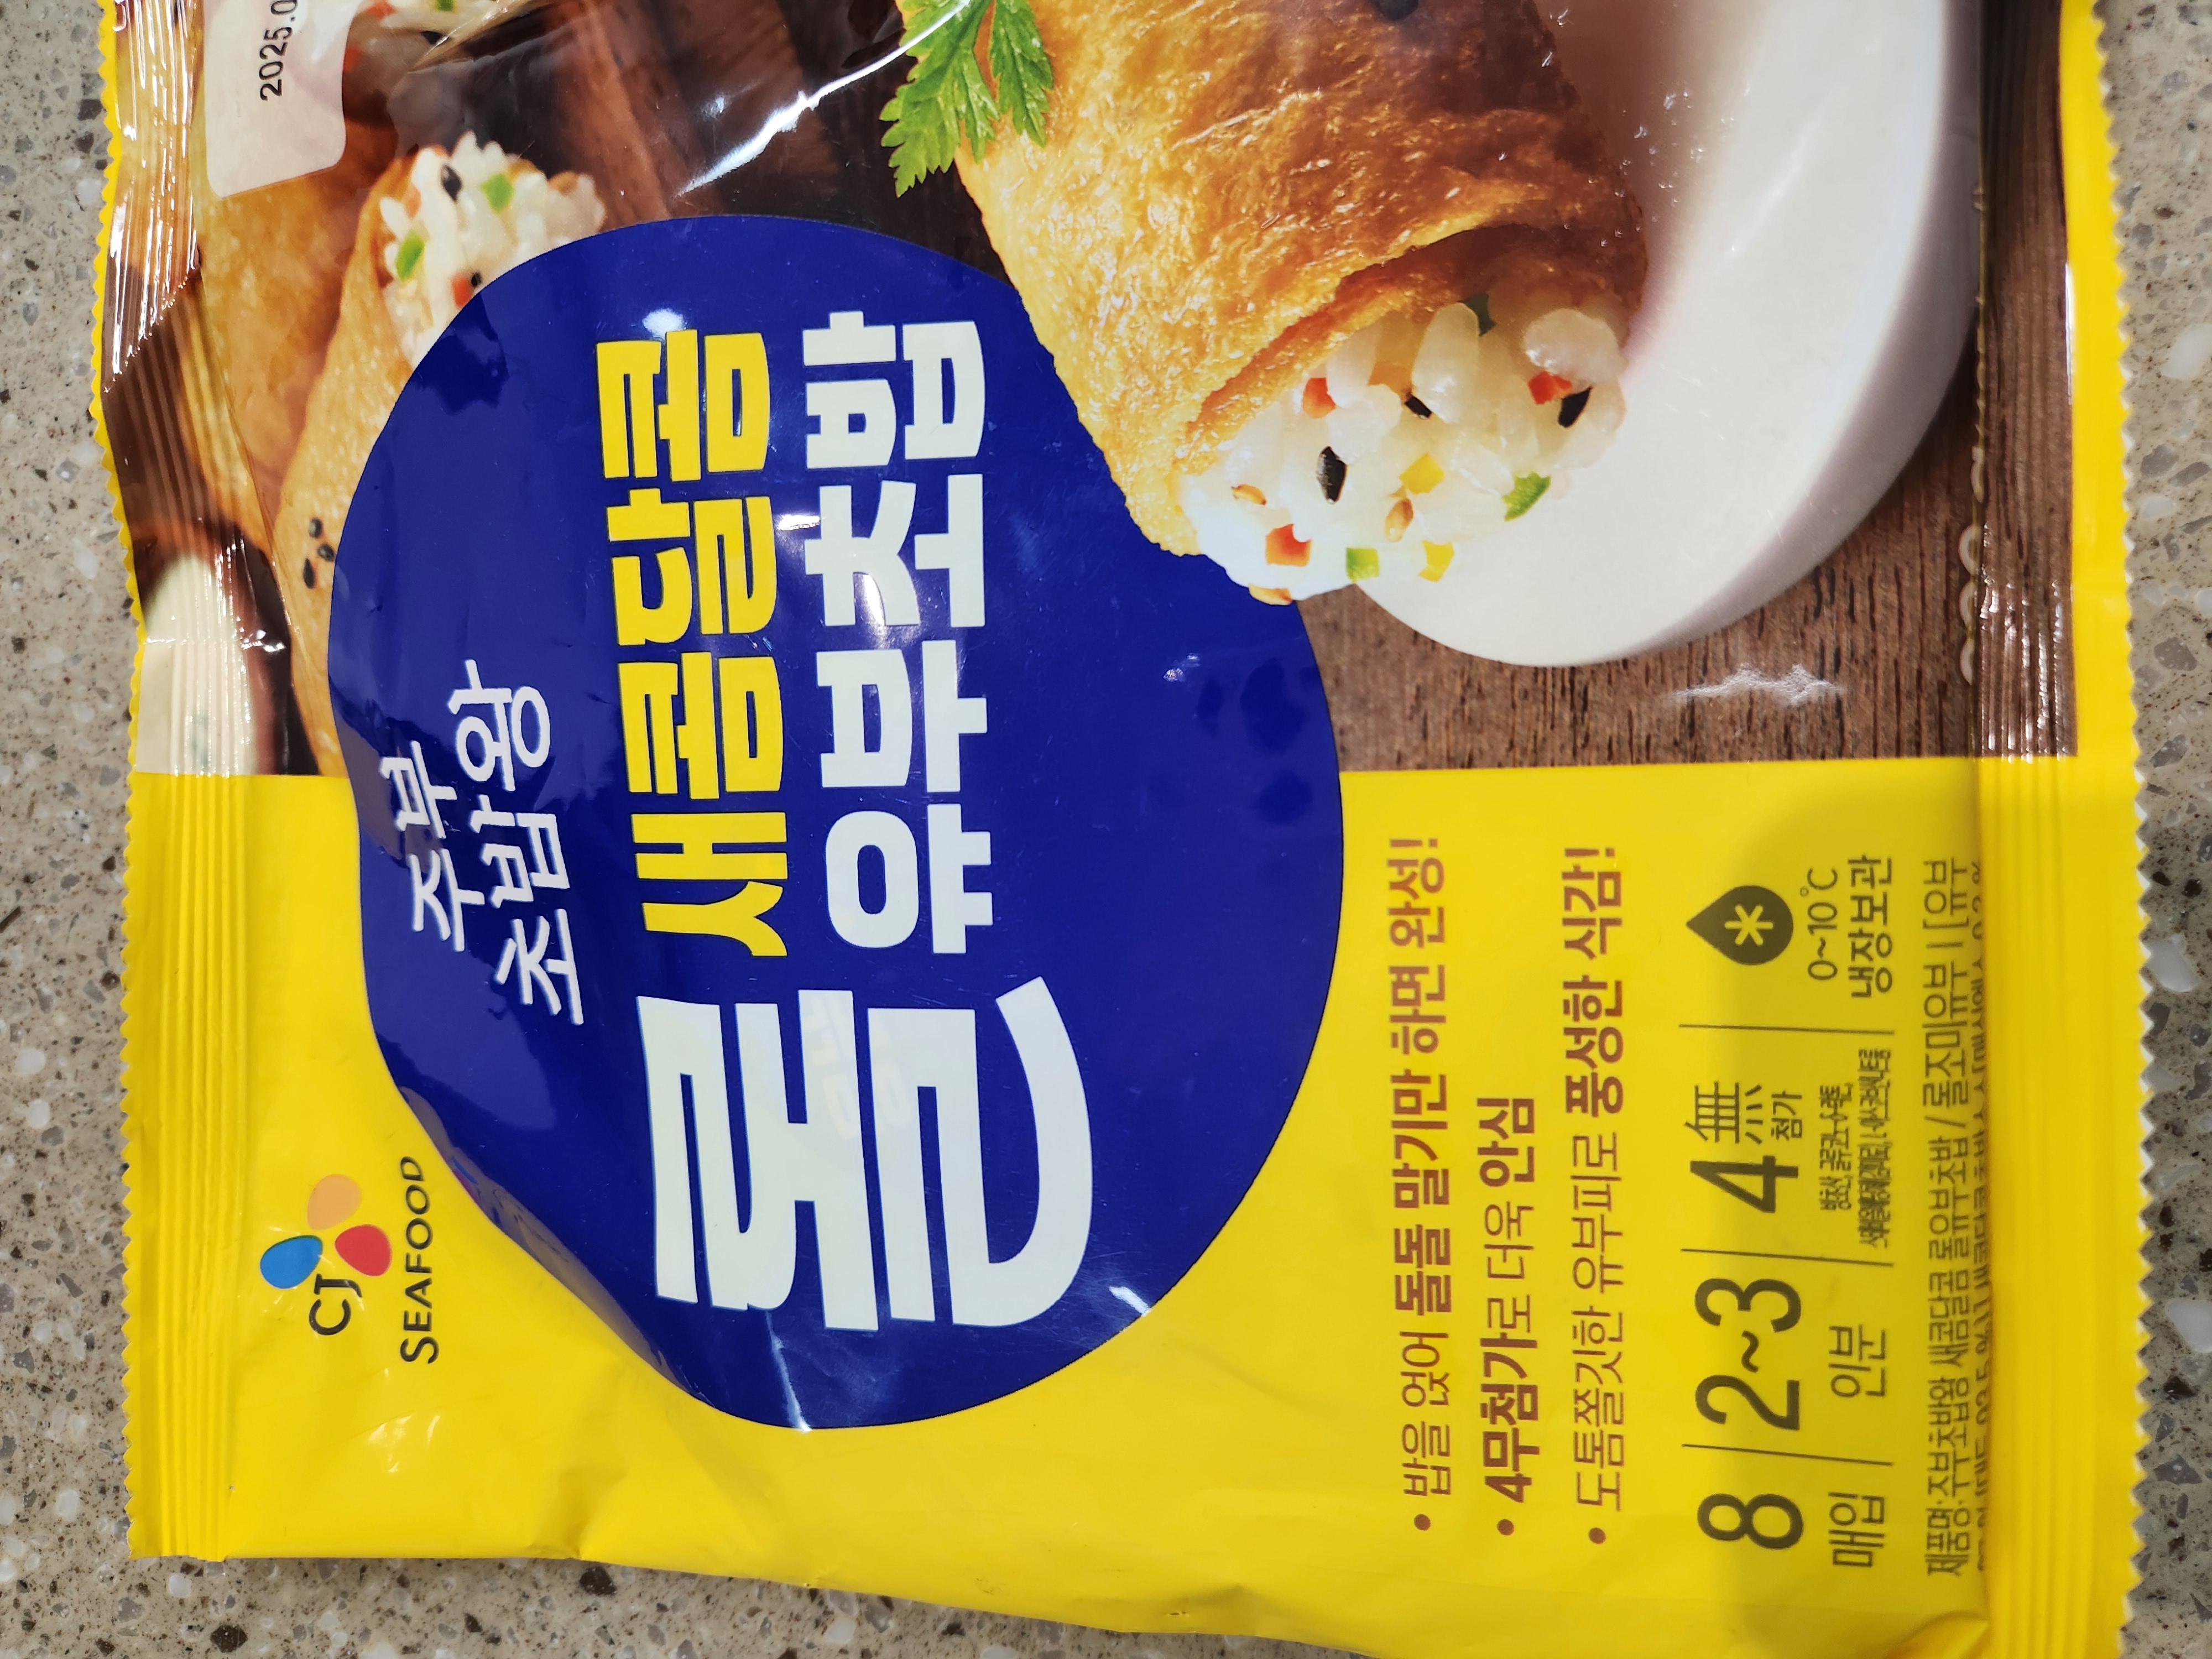 CJ
SEAFOOD
2025.0
주부
초밥왕
롤
새콤달콤
유부초밥
• 밥을 얹어 돌돌 말기만 하면 완성!
• 4무첨가로 더욱 안심
• 도톰쫄깃한 유부피로 풍성한 식감!
8
매입
2~3
인분
4無
첨가
0~10℃
냉장보관